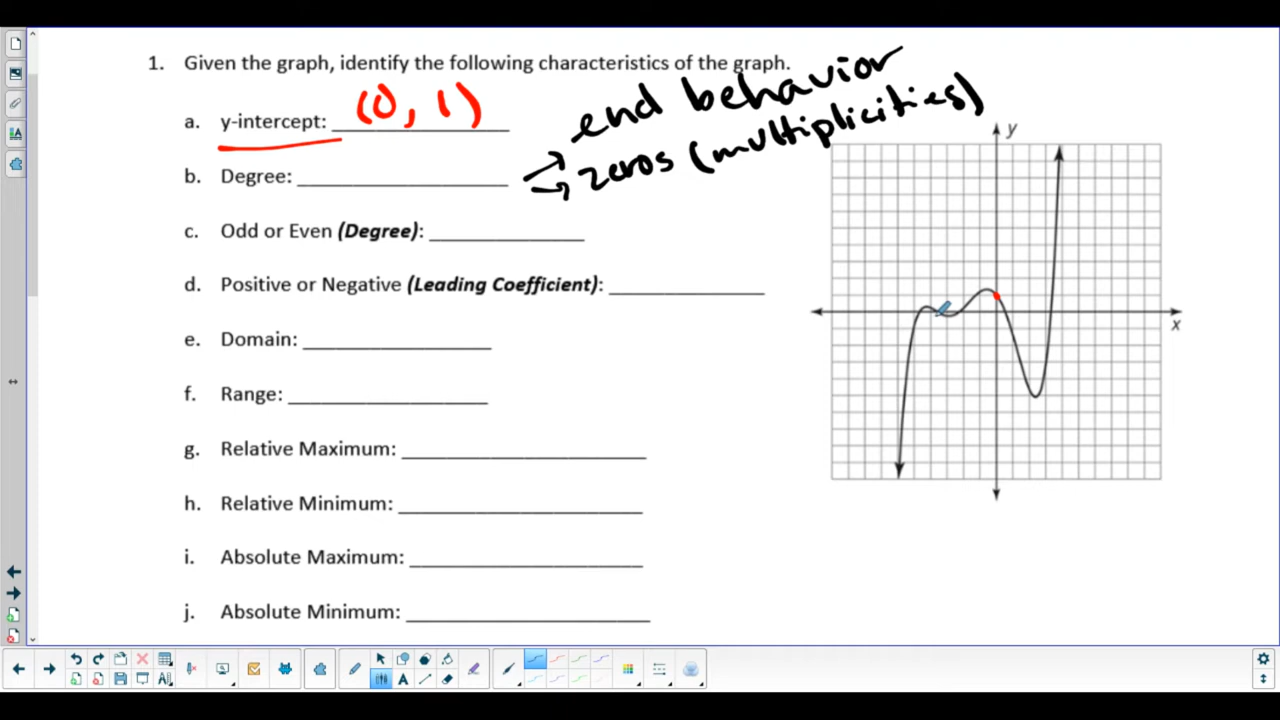 1. Given the graph, identify the following characteristics of the graph.
a. y-intercept: (0, 1)
end behavior
b. Degree: zeros (multiplicities)
c. Odd or Even (Degree):
d. Positive or Negative (Leading Coefficient):
e. Domain:
f. Range:
g. Relative Maximum:
h. Relative Minimum:
i. Absolute Maximum:
j. Absolute Minimum:
y
x